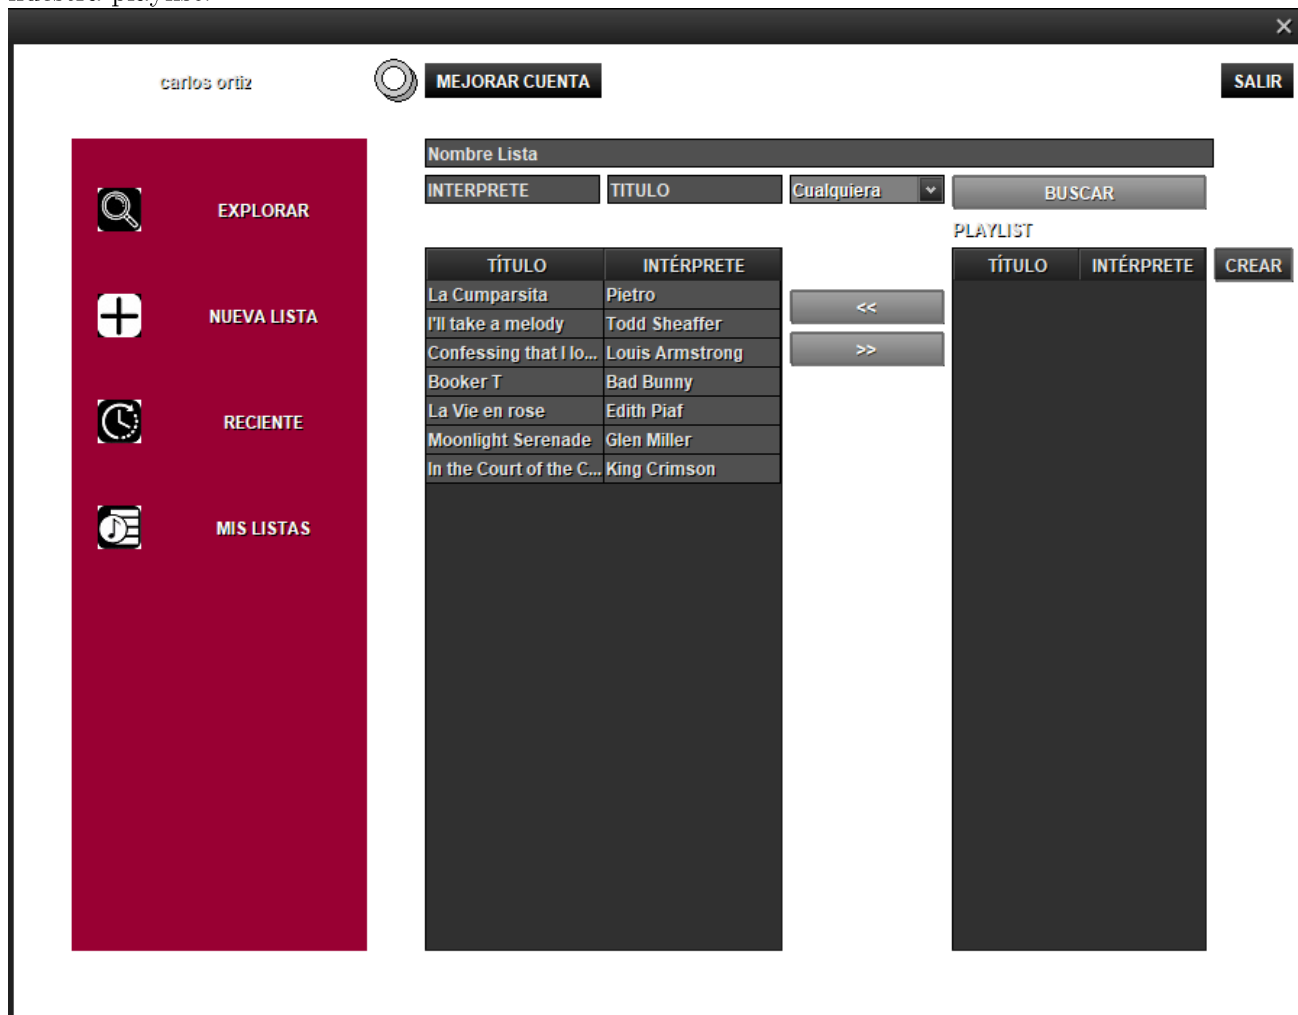 nuestra playlist.
carlos ortiz
MEJORAR CUENTA
SALIR
EXPLORAR
NUEVA LISTA
RECIENTE
MIS LISTAS
Nombre Lista
INTERPRETE TITULO Cualquiera BUSCAR
PLAYLIST
TÍTULO INTÉRPRETE
La Cumparsita Pietro
I'll take a melody Todd Sheaffer
Confessing that I lo... Louis Armstrong
Booker T Bad Bunny
La Vie en rose Edith Piaf
Moonlight Serenade Glen Miller
In the Court of the C... King Crimson
<<
>>
TÍTULO INTÉRPRETE
CREAR